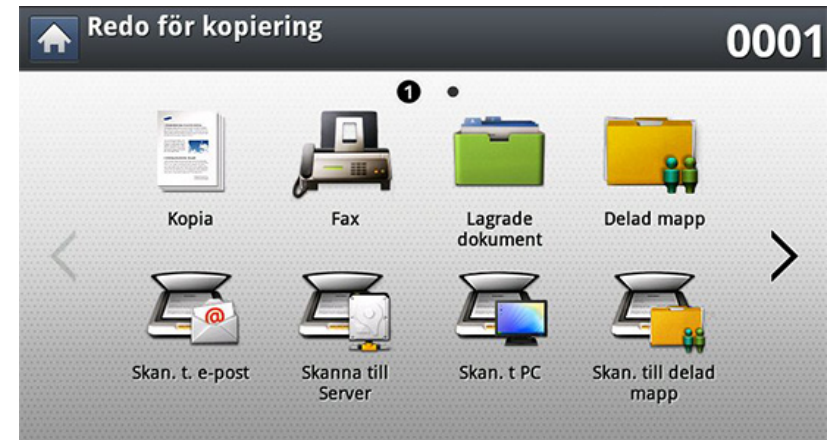 Redo för kopiering
0001
1
Kopia
Fax
Lagrade
dokument
Delad mapp
Skan. t. e-post
Skanna till
Server
Skan. t PC
Skan. till delad
mapp